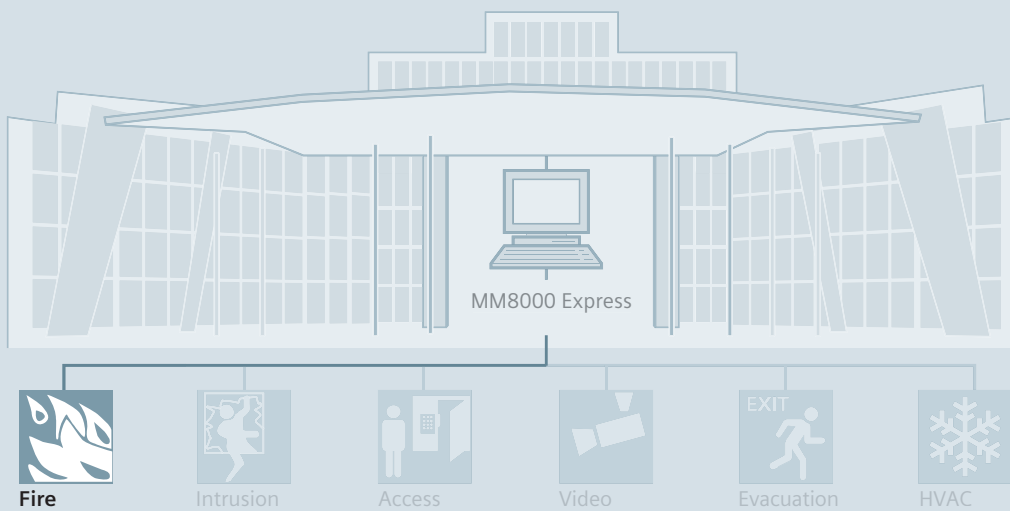 MM8000 Express
EXIT
Fire
Intrusion
Access
Video
Evacuation
HVAC